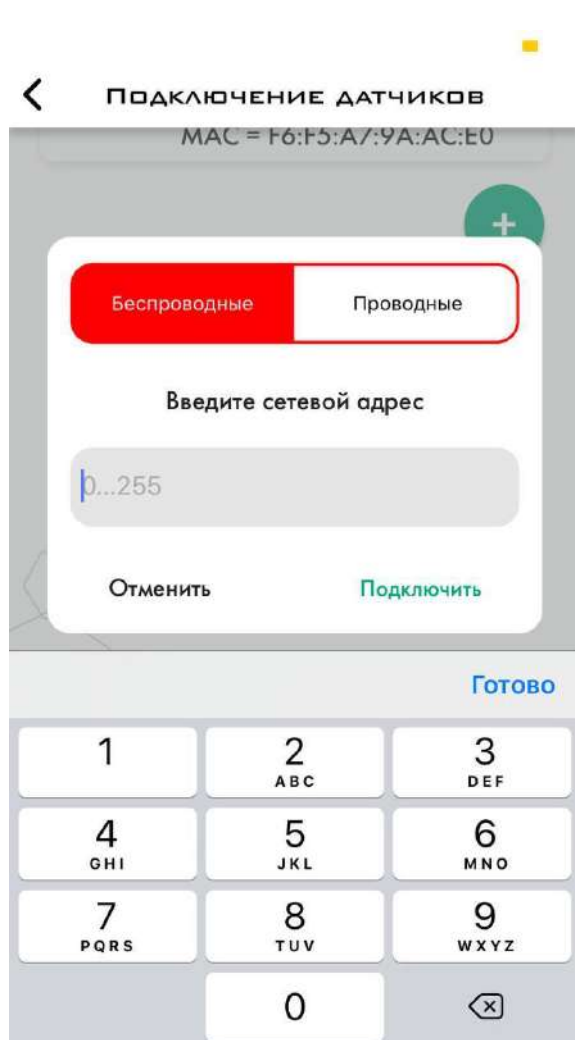 Подключение датчиков
MAC = F6:F5:A7:9A:AC:E0
+
Беспроводные Проводные
Введите сетевой адрес
0...255
Отменить Подключить
Готово
1 2 3
ABC DEF
4 5 6
GHI JKL MNO
7 8 9
PQRS TUV WXYZ
0